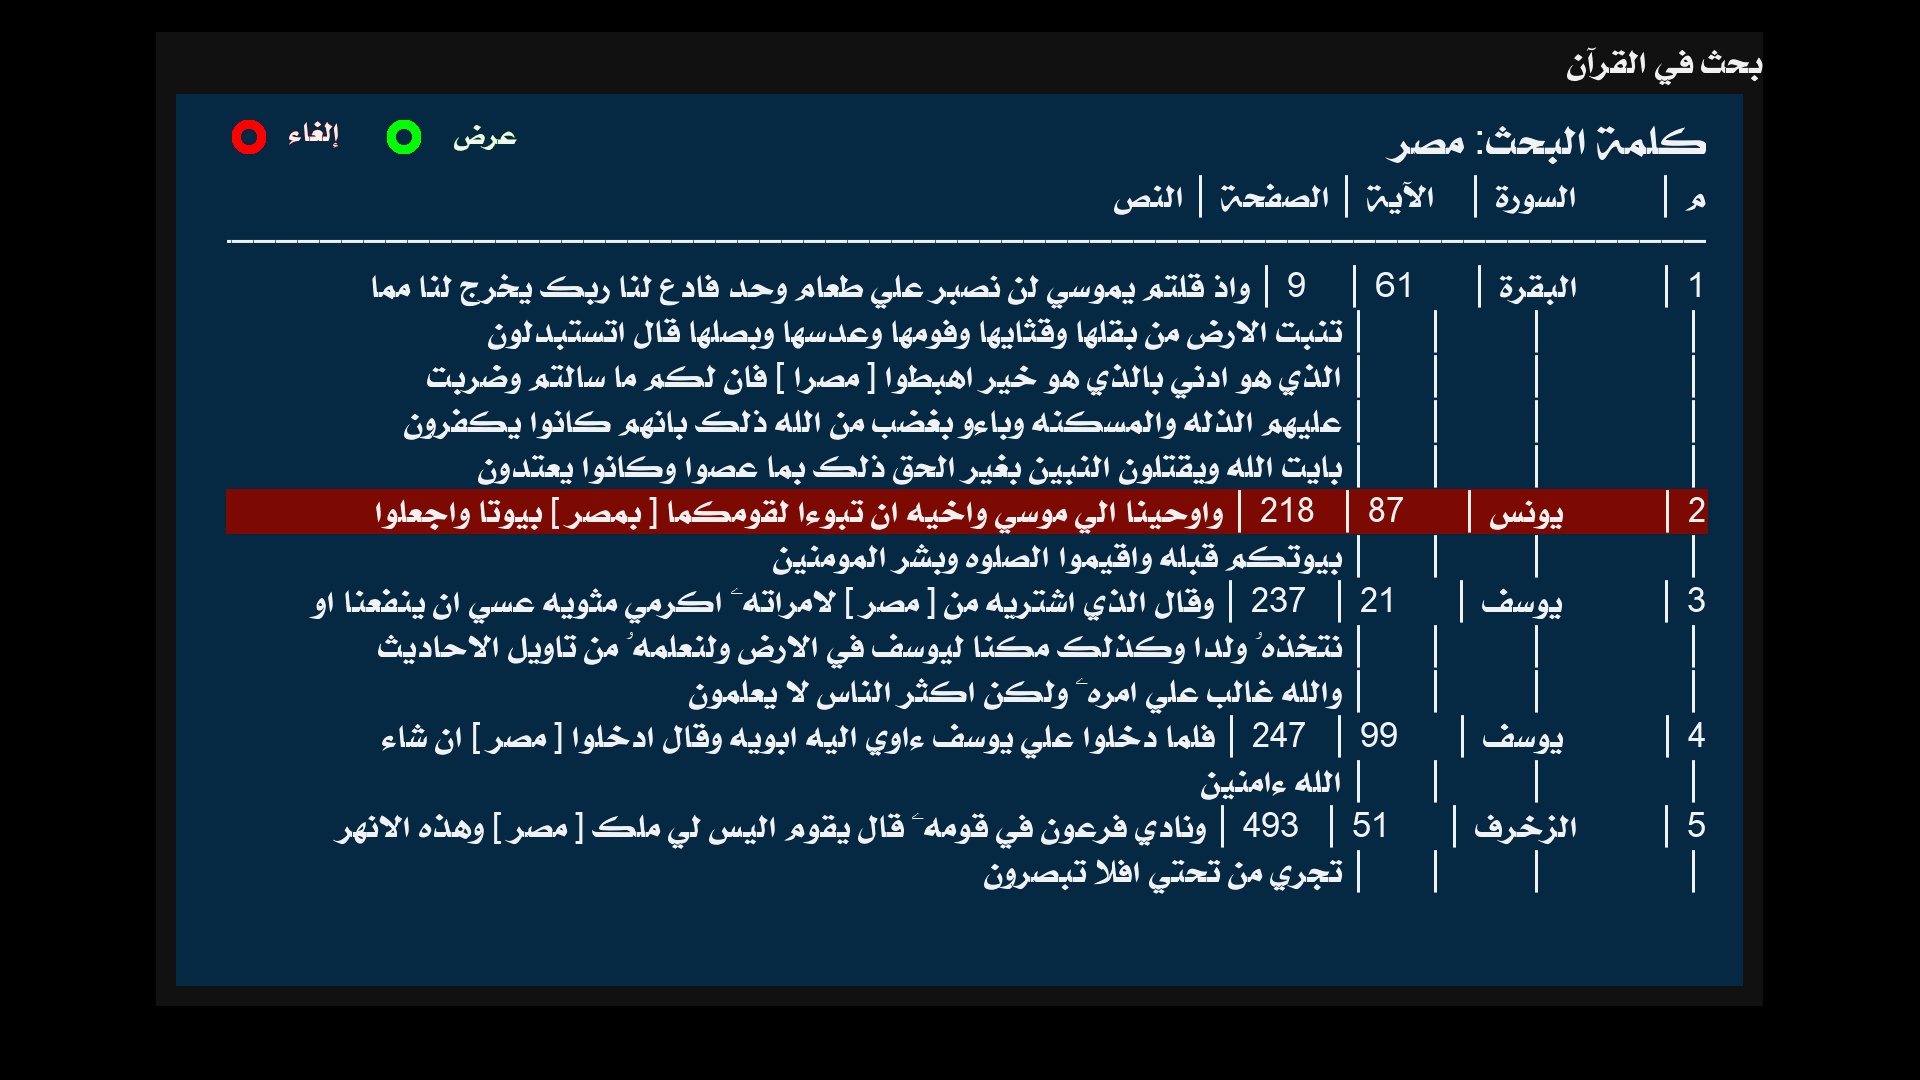 بحث في القرآن
كلمة البحث: مصر
عرض
إلغاء
م | السورة | الآية | الصفحة | النص
1 | البقرة | 61 | 9 | واذ قلتم يموسي لن نصبر علي طعام وحد فادع لنا ربك يخرج لنا مما
| | | | تنبت الارض من بقلها وقثايها وفومها وعدسها وبصلها قال اتستبدلون
| | | | الذي هو ادني بالذي هو خير اهبطوا [ مصرا ] فان لكم ما سالتم وضربت
| | | | عليهم الذله والمسكنه وباءو بغضب من الله ذلك بانهم كانوا يكفرون
| | | | بايت الله ويقتلون النبين بغير الحق ذلك بما عصوا وكانوا يعتدون
2 | يونس | 87 | 218 | واوحينا الي موسي واخيه ان تبوءا لقومكما [ بمصر ] بيوتا واجعلوا
| | | | بيوتكم قبله واقيموا الصلوه وبشر المومنين
3 | يوسف | 21 | 237 | وقال الذي اشتريه من [ مصر ] لامراتهۦ اكرمي مثويه عسي ان ينفعنا او
| | | | نتخذهۥ ولدا وكذلك مكنا ليوسف في الارض ولنعلمهۥ من تاويل الاحاديث
| | | | والله غالب علي امرهۦ ولكن اكثر الناس لا يعلمون
4 | يوسف | 99 | 247 | فلما دخلوا علي يوسف ءاوي اليه ابويه وقال ادخلوا [ مصر ] ان شاء
| | | | الله ءامنين
5 | الزخرف | 51 | 493 | ونادي فرعون في قومهۦ قال يقوم اليس لي ملك [ مصر ] وهذه الانهر
| | | | تجري من تحتي افلا تبصرون